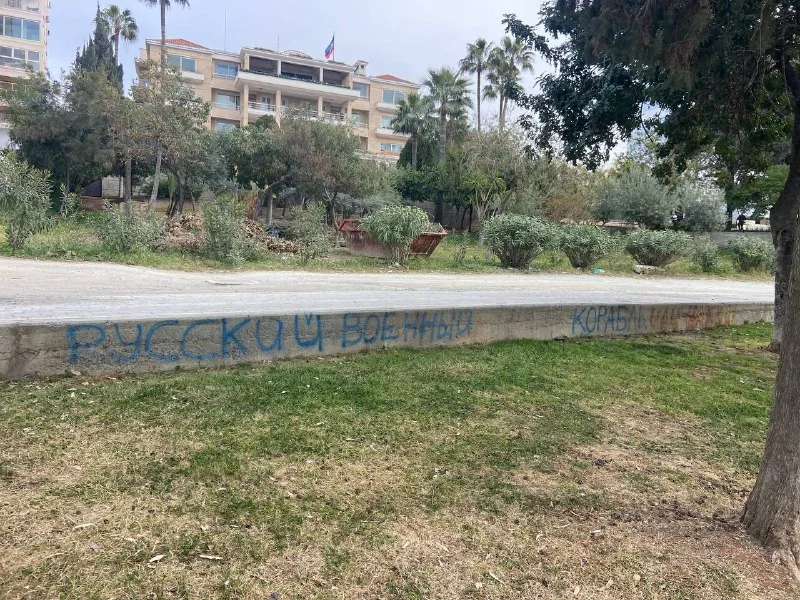 РУССКИЙ ВОЕННЫЙ КОРАБЛЬ